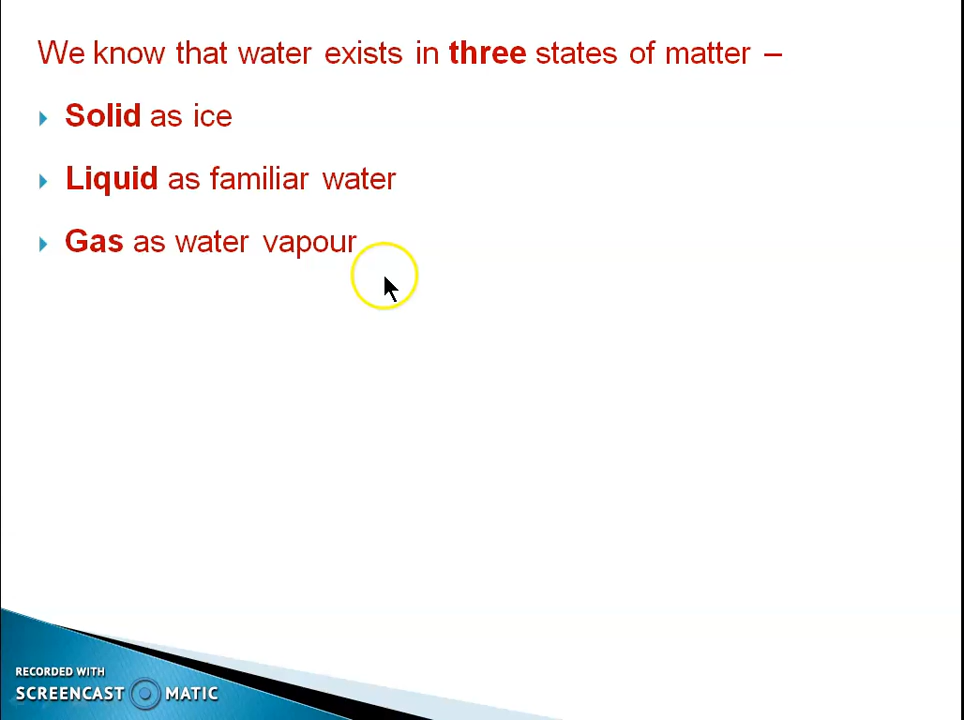 We know that water exists in three states of matter –
Solid as ice
Liquid as familiar water
Gas as water vapour
RECORDED WITH
SCREENCAST MATIC